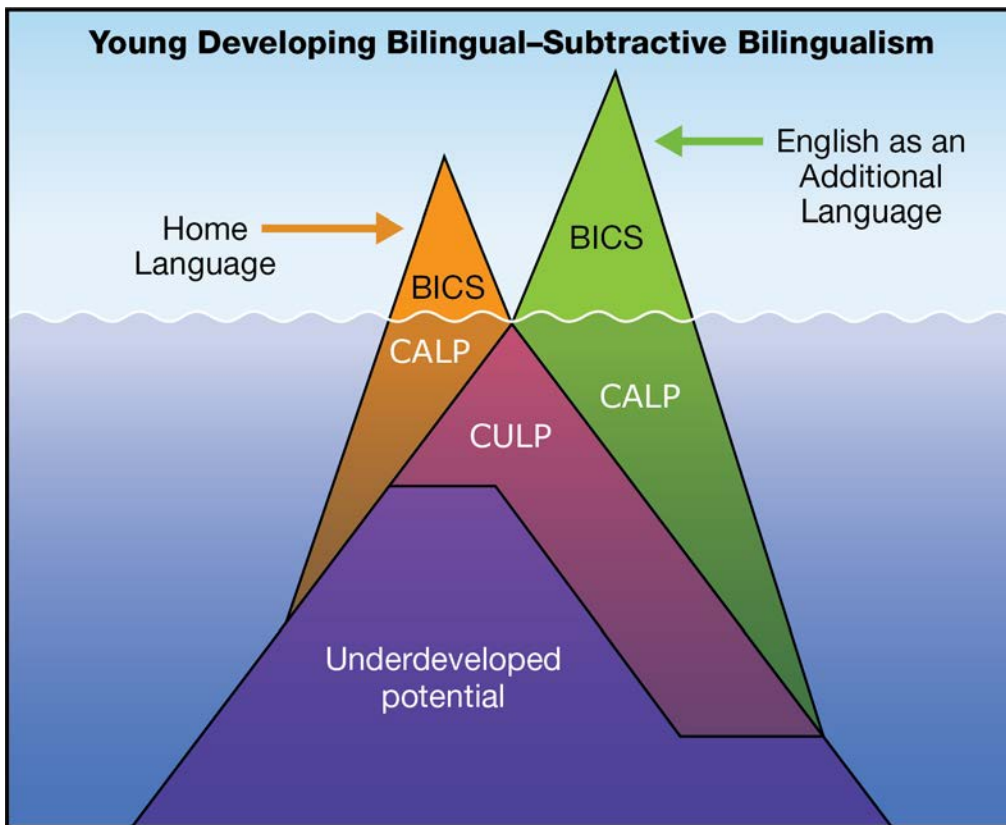 Young Developing Bilingual–Subtractive Bilingualism
English as an
Additional
Language
Home
Language
BICS
BICS
CALP
CALP
CULP
Underdeveloped
potential